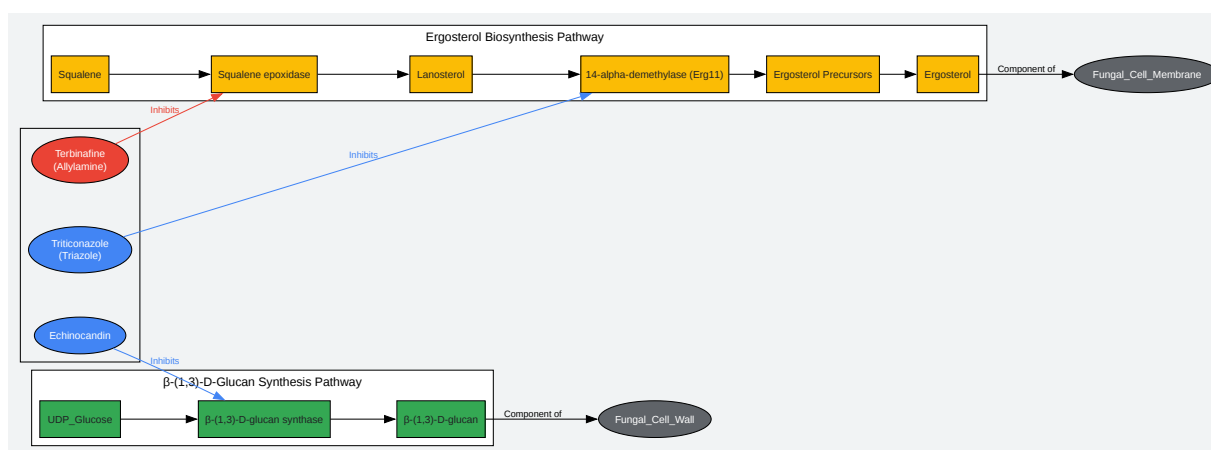 Ergosterol Biosynthesis Pathway
Squalene
Squalene epoxidase
Lanosterol
14-alpha-demethylase (Erg11)
Ergosterol Precursors
Ergosterol
Component of
Fungal_Cell_Membrane
Inhibits
Terbinafine
(Allylamine)
Inhibits
Triticonazole
(Triazole)
Echinocandin
Inhibits
β-(1,3)-D-Glucan Synthesis Pathway
UDP_Glucose
β-(1,3)-D-glucan synthase
β-(1,3)-D-glucan
Component of
Fungal_Cell_Wall